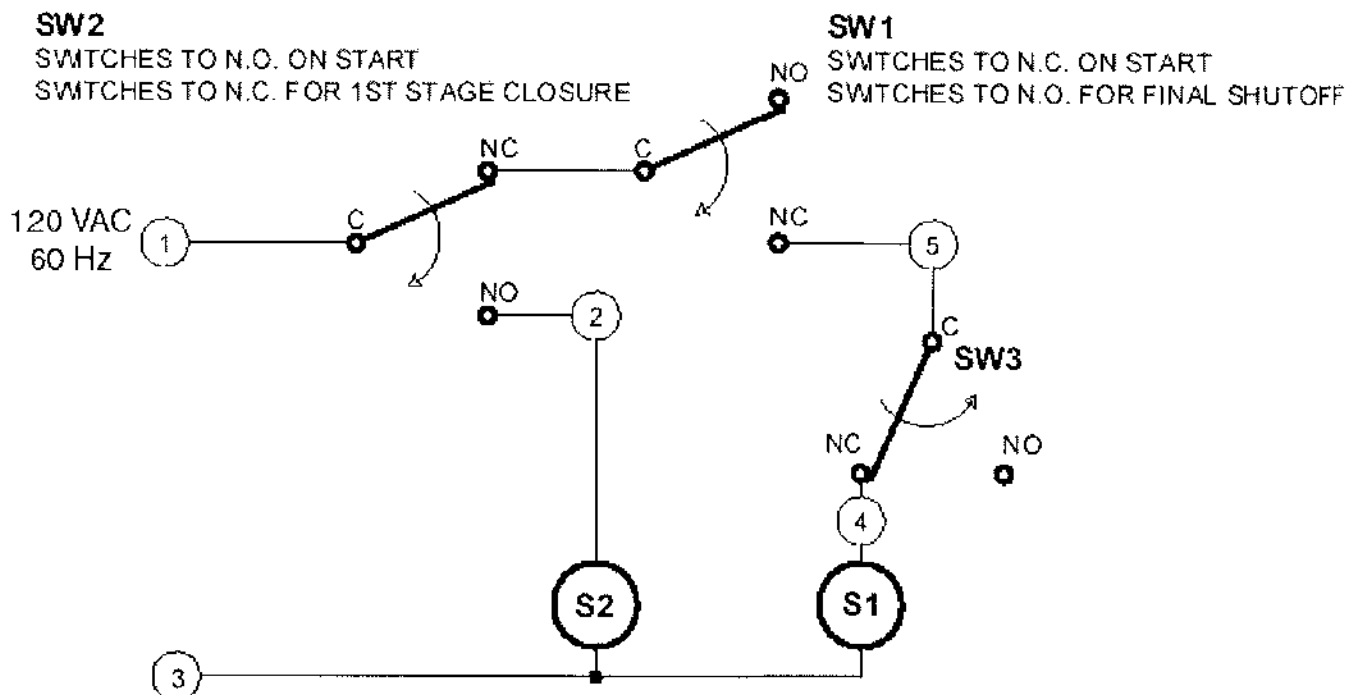 SW2
SWITCHES TO N.O. ON START
SWITCHES TO N.C. FOR 1ST STAGE CLOSURE
SW1
SWITCHES TO N.C. ON START
SWITCHES TO N.O. FOR FINAL SHUTOFF
NO
NC
C
C
120 VAC
60 Hz
1
NC
5
NO
2
C
SW3
NC
NO
4
S2
S1
3